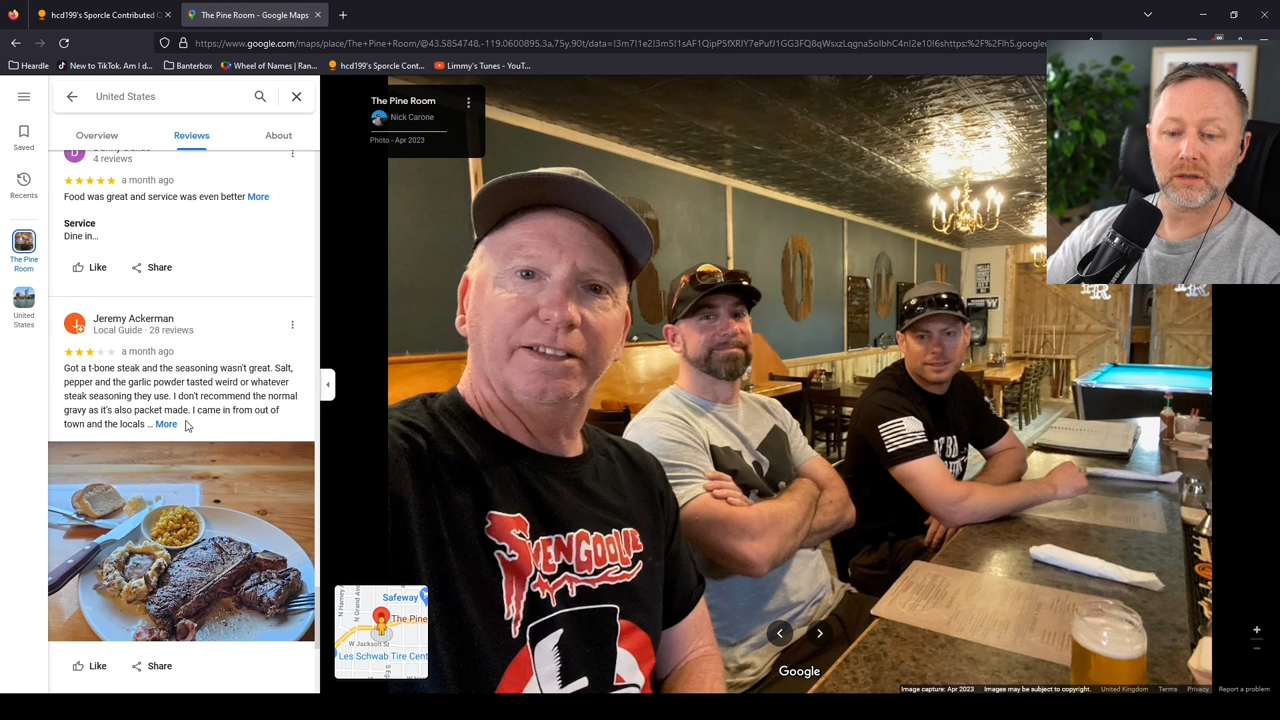 hcd199's Sporcle Contributed
The Pine Room - Google Maps
https://www.google.com/maps/place/The+Pine+Room/@43.5854748,-119.0600895,3a,75y,90t/data=
Heardle
New to TikTok. Am I d...
Banterbox
Wheel of Names | Ran...
hcd199's Sporcle Cont...
Limmy's Tunes - YouT...
United States
Overview
Reviews
About
Saved
Recents
The Pine
Room
United
States
4 reviews
a month ago
Food was great and service was even better More
Service
Dine in...
Like
Share
Jeremy Ackerman
Local Guide · 28 reviews
a month ago
Got a t-bone steak and the seasoning wasn't great. Salt,
pepper and the garlic powder tasted weird or whatever
steak seasoning they use. I don't recommend the normal
gravy as it's also packet made. I came in from out of
town and the locals ... More
Like
Share
The Pine Room
Nick Carone
Photo - Apr 2023
SVENGOOLIE
Safeway
The Pine
N Harney
N Grand Ave
W Jackson St
Les Schwab Tire Cent
Google
Image capture: Apr 2023
Images may be subject to copyright.
United Kingdom
Terms
Privacy
Report a problem